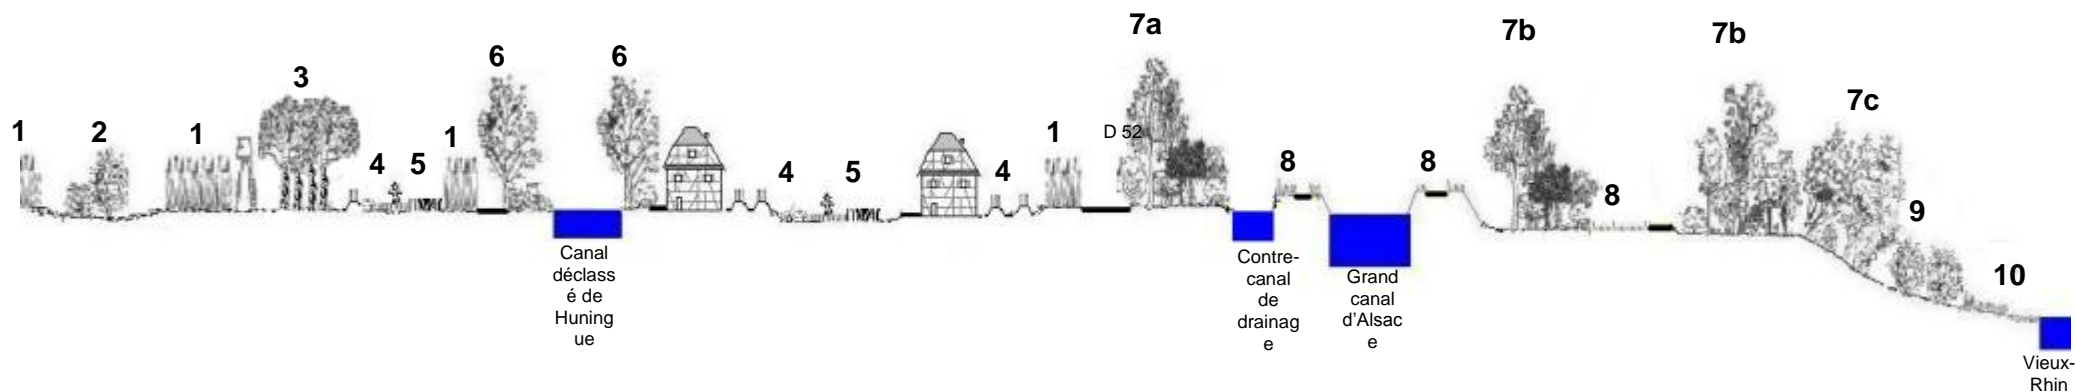 7a
7b
7b
6
6
3
7c
1
2
1
1
1
D 52
4
5
4
5
4
8
8
8
9
10
Canal
déclass
é de
Huning
ue
Contre-
canal
de
drainag
e
Grand
canal
d'Alsac
e
Vieux-
Rhin